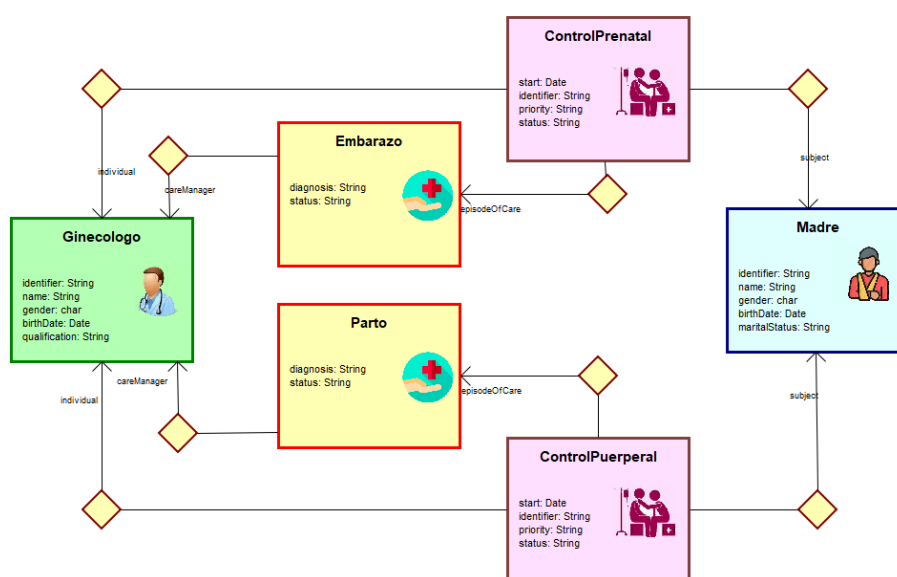 ControlPrenatal
start: Date
identifier: String
priority: String
status: String
individual
careManager
Embarazo
diagnosis: String
status: String
episodeOfCare
subject
Ginecologo
identifier: String
name: String
gender: char
birthDate: Date
qualification: String
Madre
identifier: String
name: String
gender: char
birthDate: Date
maritalStatus: String
Parto
diagnosis: String
status: String
careManager
individual
episodeOfCare
subject
ControlPuerperal
start: Date
identifier: String
priority: String
status: String